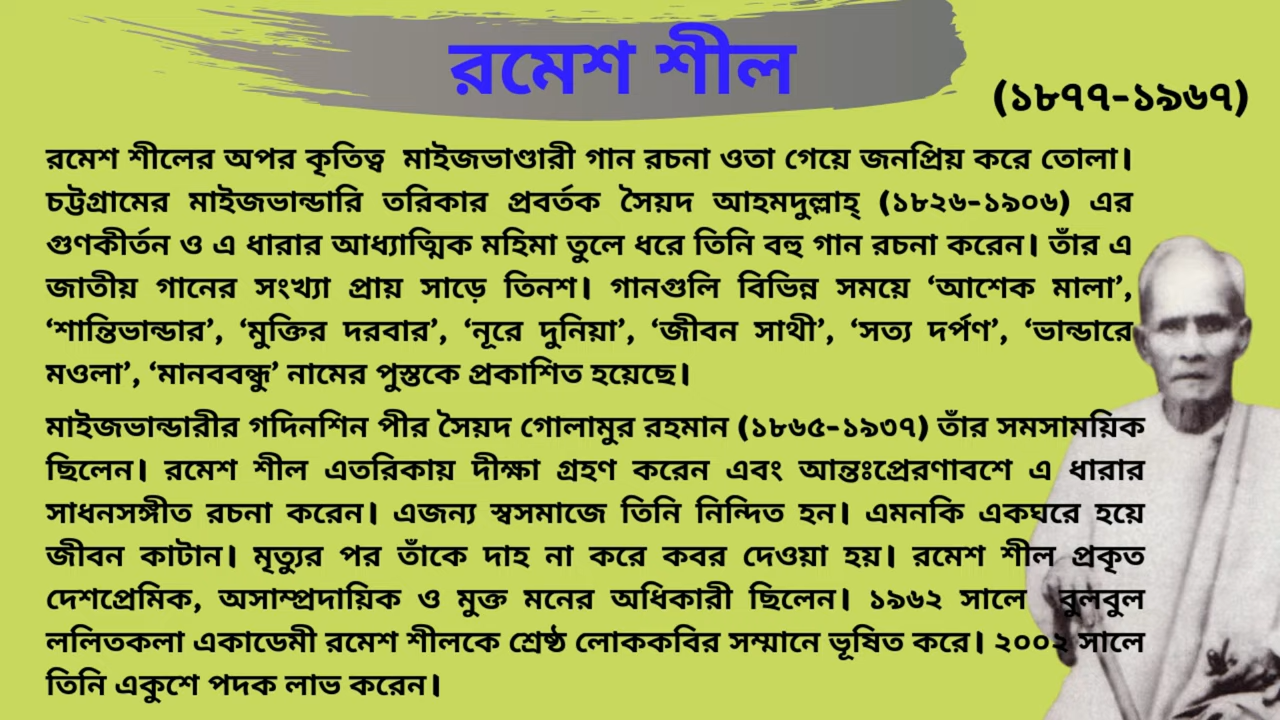 রমেশ শীল
(১৮৭৭-১৯৬৭)
রমেশ শীলের অপর কৃতিত্ব মাইজভাণ্ডারী গান রচনা ওতা গেয়ে জনপ্রিয় করে তোলা।
চট্টগ্রামের মাইজভান্ডারি তরিকার প্রবর্তক সৈয়দ আহমদুল্লাহ্ (১৮২৬-১৯০৬) এর
গুণকীর্তন ও এ ধারার আধ্যাত্মিক মহিমা তুলে ধরে তিনি বহু গান রচনা করেন। তাঁর এ
জাতীয় গানের সংখ্যা প্রায় সাড়ে তিনশ। গানগুলি বিভিন্ন সময়ে ‘আশেক মালা’,
‘শান্তিভান্ডার’, ‘মুক্তির দরবার’, ‘নূরে দুনিয়া’, ‘জীবন সাথী’, ‘সত্য দর্পণ’, ‘ভান্ডারে
মওলা’, ‘মানববন্ধু’ নামের পুস্তকে প্রকাশিত হয়েছে।
মাইজভান্ডারীর গদিনশিন পীর সৈয়দ গোলামুর রহমান (১৮৬৫-১৯৩৭) তাঁর সমসাময়িক
ছিলেন। রমেশ শীল এতরিকায় দীক্ষা গ্রহণ করেন এবং আন্তঃপ্রেরণাবশে এ ধারার
সাধনসঙ্গীত রচনা করেন। এজন্য স্বসমাজে তিনি নিন্দিত হন। এমনকি একঘরে হয়ে
জীবন কাটান। মৃত্যুর পর তাঁকে দাহ না করে কবর দেওয়া হয়। রমেশ শীল প্রকৃত
দেশপ্রেমিক, অসাম্প্রদায়িক ও মুক্ত মনের অধিকারী ছিলেন। ১৯৬২ সালে বুলবুল
ললিতকলা একাডেমী রমেশ শীলকে শ্রেষ্ঠ লোককবির সম্মানে ভূষিত করে। ২০০২ সালে
তিনি একুশে পদক লাভ করেন।